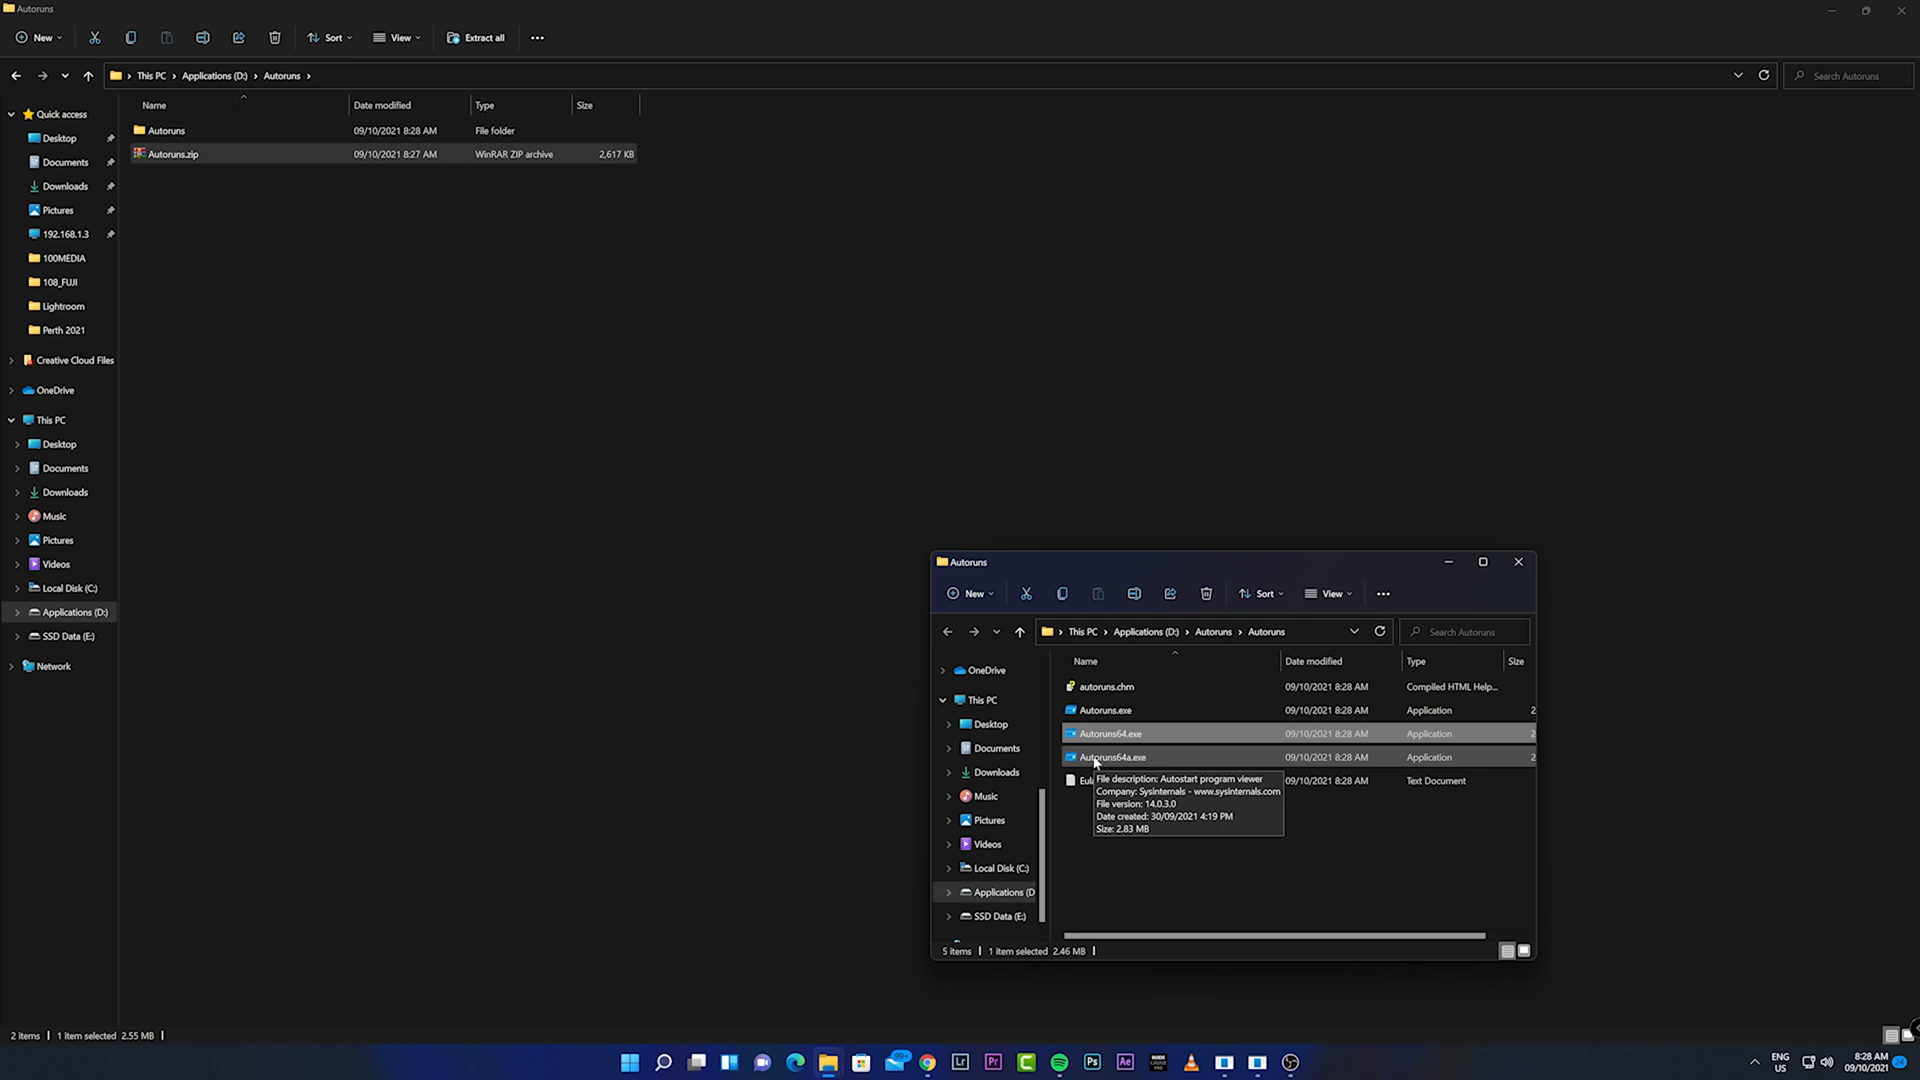 Autoruns
New
Sort
View
Extract all
This PC
Applications (D:)
Autoruns
Search Autoruns
Name
Date modified
Type
Size
Autoruns
09/10/2021 8:28 AM
File folder
Autoruns.zip
09/10/2021 8:27 AM
WinRAR ZIP archive
2,617 KB
Quick access
Desktop
Documents
Downloads
Pictures
192.168.1.3
100MEDIA
108_FUJI
Lightroom
Perth 2021
Creative Cloud Files
OneDrive
This PC
Desktop
Documents
Downloads
Music
Pictures
Videos
Local Disk (C:)
Applications (D:)
SSD Data (E:)
Network
2 items
1 item selected 2.55 MB
Autoruns
New
Sort
View
This PC
Applications (D:)
Autoruns
Autoruns
Search Autoruns
OneDrive
This PC
Desktop
Documents
Downloads
Music
Pictures
Videos
Local Disk (C:)
Applications (D
SSD Data (E:)
Name
Date modified
Type
Size
autoruns.chm
09/10/2021 8:28 AM
Compiled HTML Help...
Autoruns.exe
09/10/2021 8:28 AM
Application
2
Autoruns64.exe
09/10/2021 8:28 AM
Application
2
Autoruns64a.exe
09/10/2021 8:28 AM
Application
2
09/10/2021 8:28 AM
Text Document
File description: Autostart program viewer
Company: Sysinternals - www.sysinternals.com
File version: 14.0.3.0
Date created: 30/09/2021 4:19 PM
Size: 2.83 MB
5 items
1 item selected 2.46 MB
99+
Lr
Pr
C
Ps
Ae
ENG
US
8:28 AM
09/10/2021